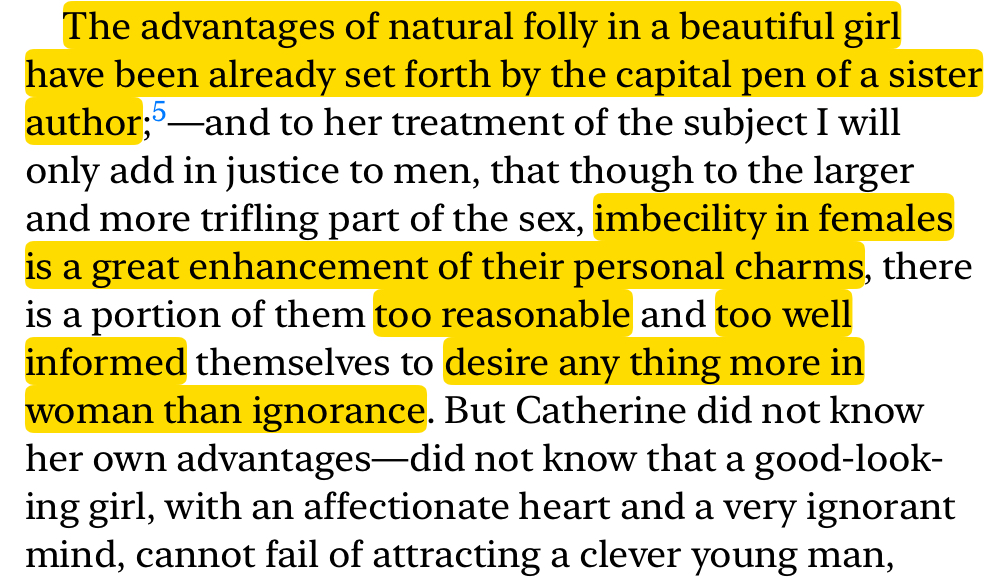 The advantages of natural folly in a beautiful girl
have been already set forth by the capital pen of a sister
author;5—and to her treatment of the subject I will
only add in justice to men, that though to the larger
and more trifling part of the sex, imbecility in females
is a great enhancement of their personal charms, there
is a portion of them too reasonable and too well
informed themselves to desire any thing more in
woman than ignorance. But Catherine did not know
her own advantages—did not know that a good-look-
ing girl, with an affectionate heart and a very ignorant
mind, cannot fail of attracting a clever young man,